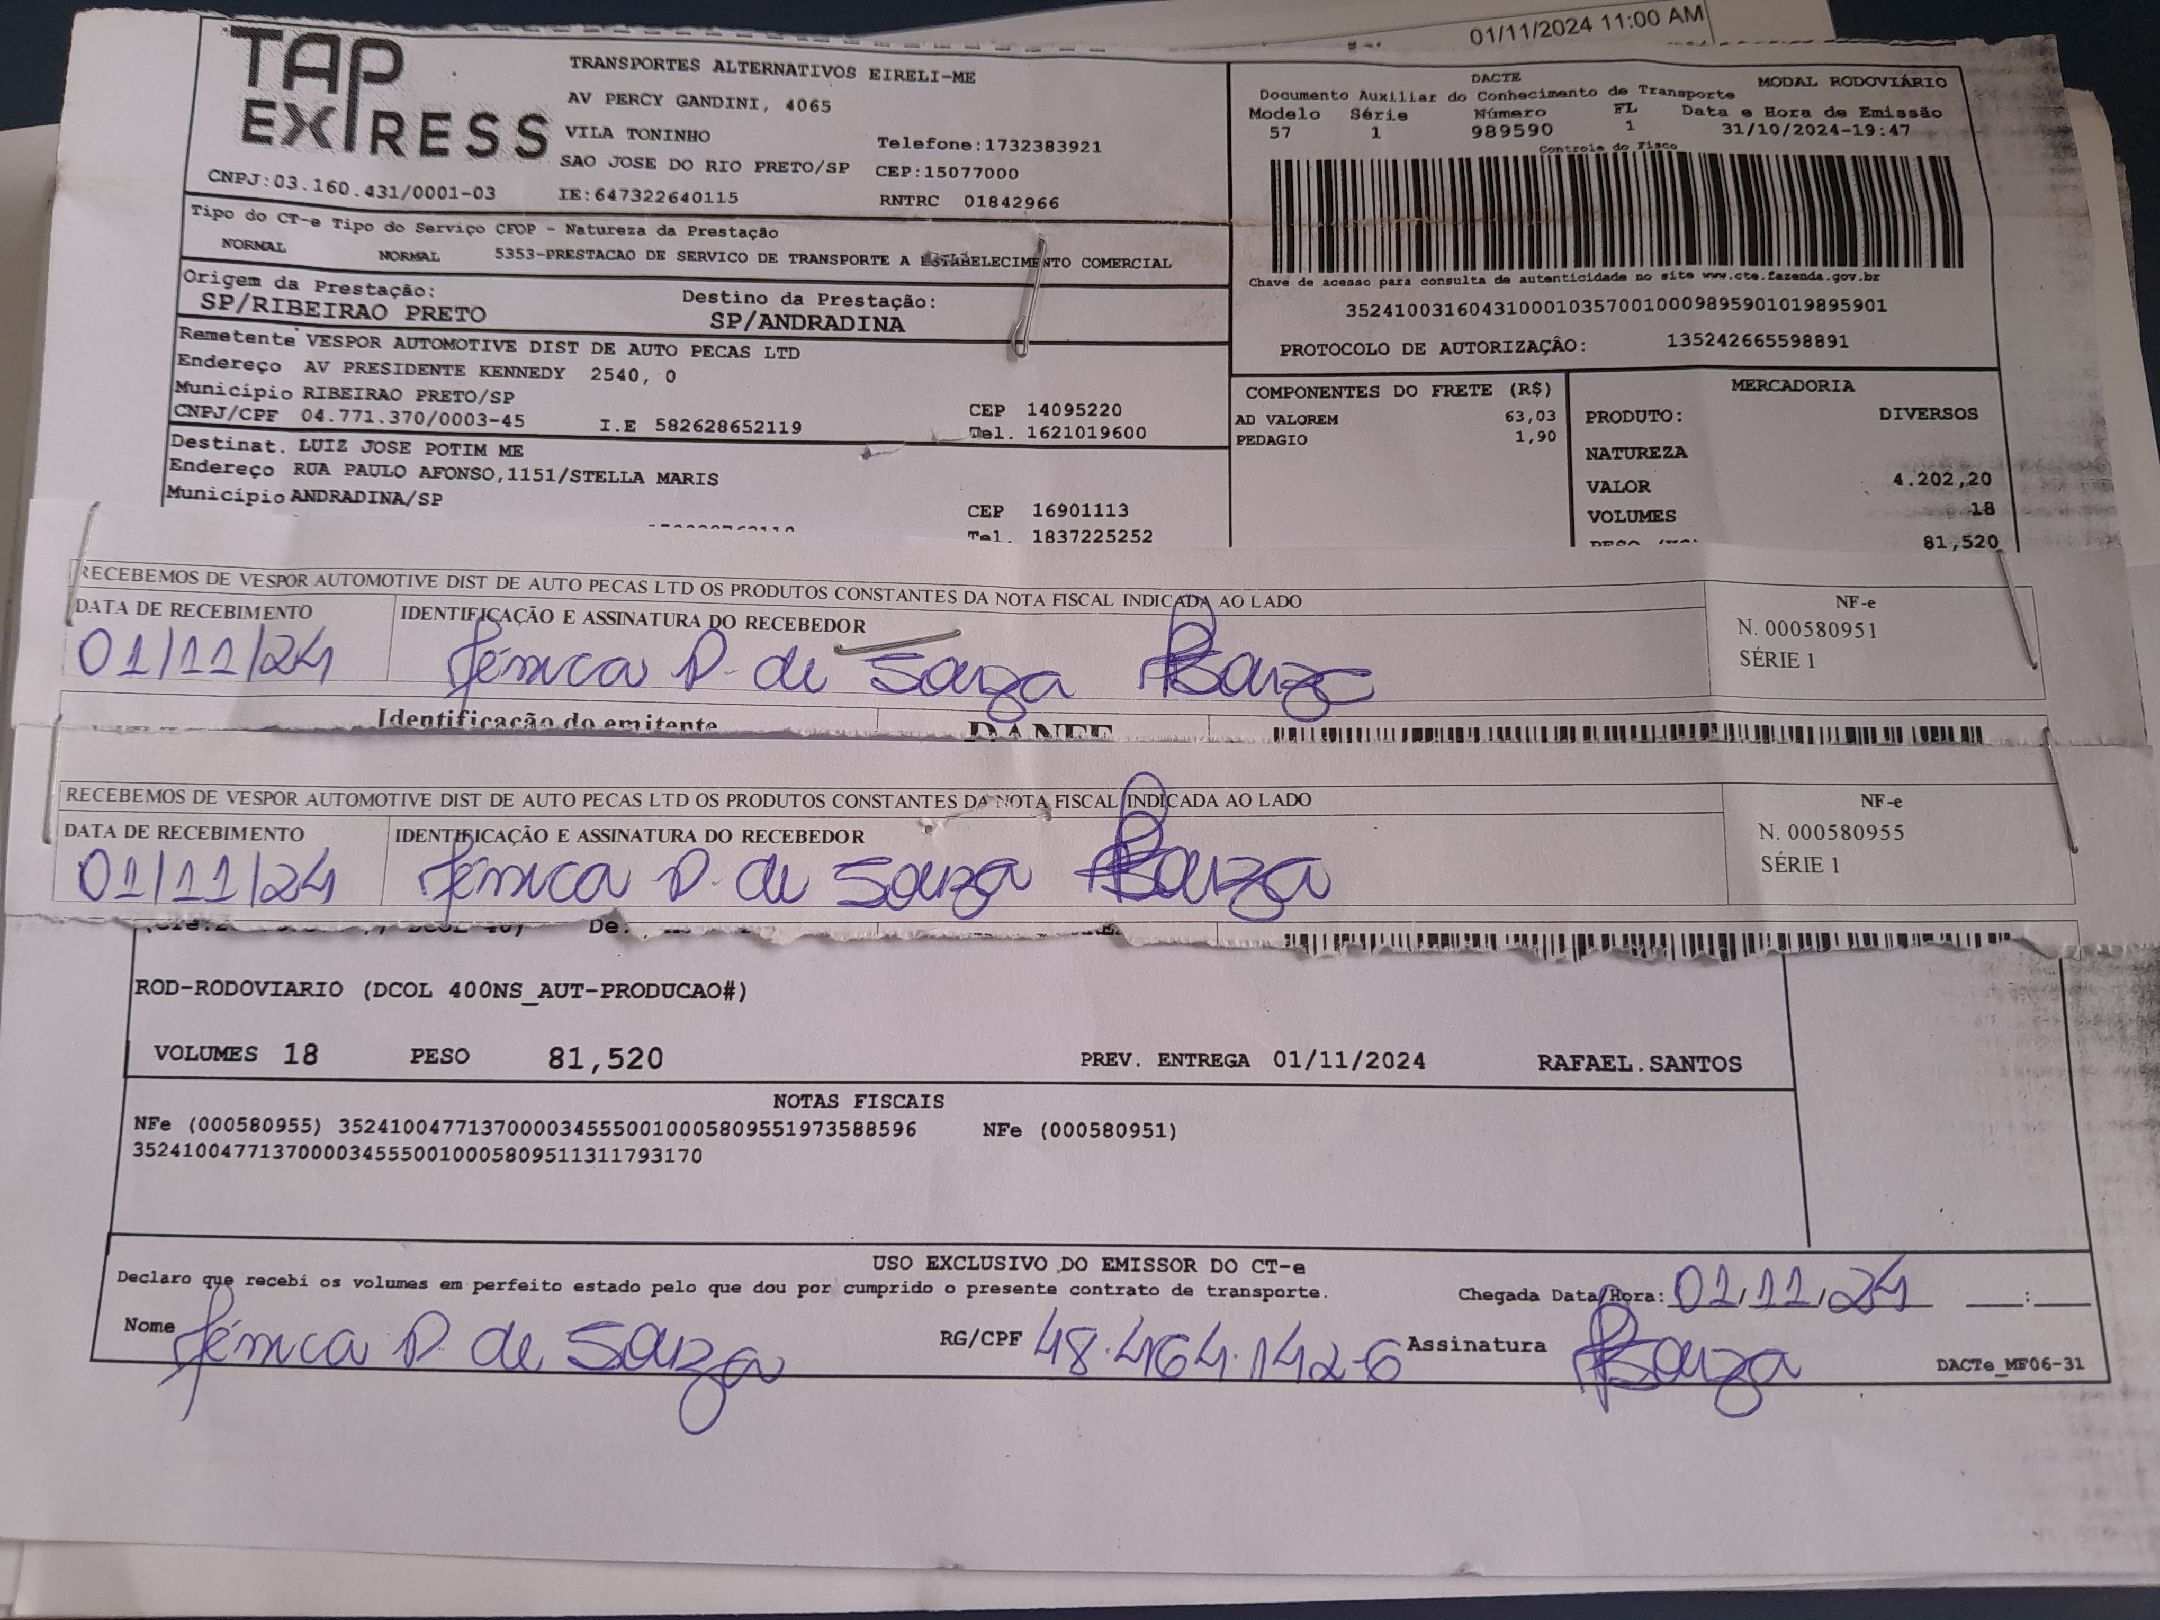 01/11/2024 11:00 AM
TAP EXPRESS
TRANSPORTES ALTERNATIVOS EIRELI-ME
AV PERCY GANDINI, 4065
VILA TONINHO
Telefone:1732383921
SAO JOSE DO RIO PRETO/SP CEP:15077000
CNPJ:03.160.431/0001-03 IE:647322640115 RNTRC 01842966
DACTE MODAL RODOVIÁRIO
Documento Auxiliar do Conhecimento de Transporte
Modelo Série Número FL Data e Hora de Emissão
57 1 989590 1 31/10/2024-19:47
Controle do Fisco
Chave de acesso para consulta de autenticidade no site www.cte.fazenda.gov.br
35241003160431000103570010009895901019895901
PROTOCOLO DE AUTORIZAÇÃO: 135242665598891
Tipo do CT-e Tipo do Serviço CFOP - Natureza da Prestação
NORMAL NORMAL 5353-PRESTACAO DE SERVICO DE TRANSPORTE A ESTABELECIMENTO COMERCIAL
Origem da Prestação: Destino da Prestação:
SP/RIBEIRAO PRETO SP/ANDRADINA
Remetente VESPOR AUTOMOTIVE DIST DE AUTO PECAS LTD
Endereço AV PRESIDENTE KENNEDY 2540, 0
Município RIBEIRAO PRETO/SP CEP 14095220
CNPJ/CPF 04.771.370/0003-45 I.E 582628652119 Tel. 1621019600
Destinat. LUIZ JOSE POTIM ME
Endereço RUA PAULO AFONSO,1151/STELLA MARIS
Município ANDRADINA/SP CEP 16901113
Tel. 1837225252
COMPONENTES DO FRETE (R$)
AD VALOREM 63,03
PEDAGIO 1,90
MERCADORIA
PRODUTO: DIVERSOS
NATUREZA
VALOR 4.202,20
VOLUMES 18
81,520
RECEBEMOS DE VESPOR AUTOMOTIVE DIST DE AUTO PECAS LTD OS PRODUTOS CONSTANTES DA NOTA FISCAL INDICADA AO LADO
NF-e
DATA DE RECEBIMENTO IDENTIFICAÇÃO E ASSINATURA DO RECEBEDOR
N. 000580951
SÉRIE 1
01/11/24 Jéssica D. de Souza Souza
Identificação do emitente DANFE
RECEBEMOS DE VESPOR AUTOMOTIVE DIST DE AUTO PECAS LTD OS PRODUTOS CONSTANTES DA NOTA FISCAL INDICADA AO LADO
NF-e
DATA DE RECEBIMENTO IDENTIFICAÇÃO E ASSINATURA DO RECEBEDOR
N. 000580955
SÉRIE 1
01/11/24 Jéssica D. de Souza Souza
ROD-RODOVIARIO (DCOL 400NS_AUT-PRODUCAO#)
VOLUMES 18 PESO 81,520 PREV. ENTREGA 01/11/2024 RAFAEL.SANTOS
NOTAS FISCAIS
NFe (000580955) 35241004771370000345550010005809551973588596 NFe (000580951)
35241004771370000345550010005809511311793170
USO EXCLUSIVO DO EMISSOR DO CT-e
Declaro que recebi os volumes em perfeito estado pelo que dou por cumprido o presente contrato de transporte. Chegada Data/Hora: 01/11/24 __:__
Nome Jéssica D. de Souza RG/CPF 48.464.142-6 Assinatura Souza
DACTe_MF06-31